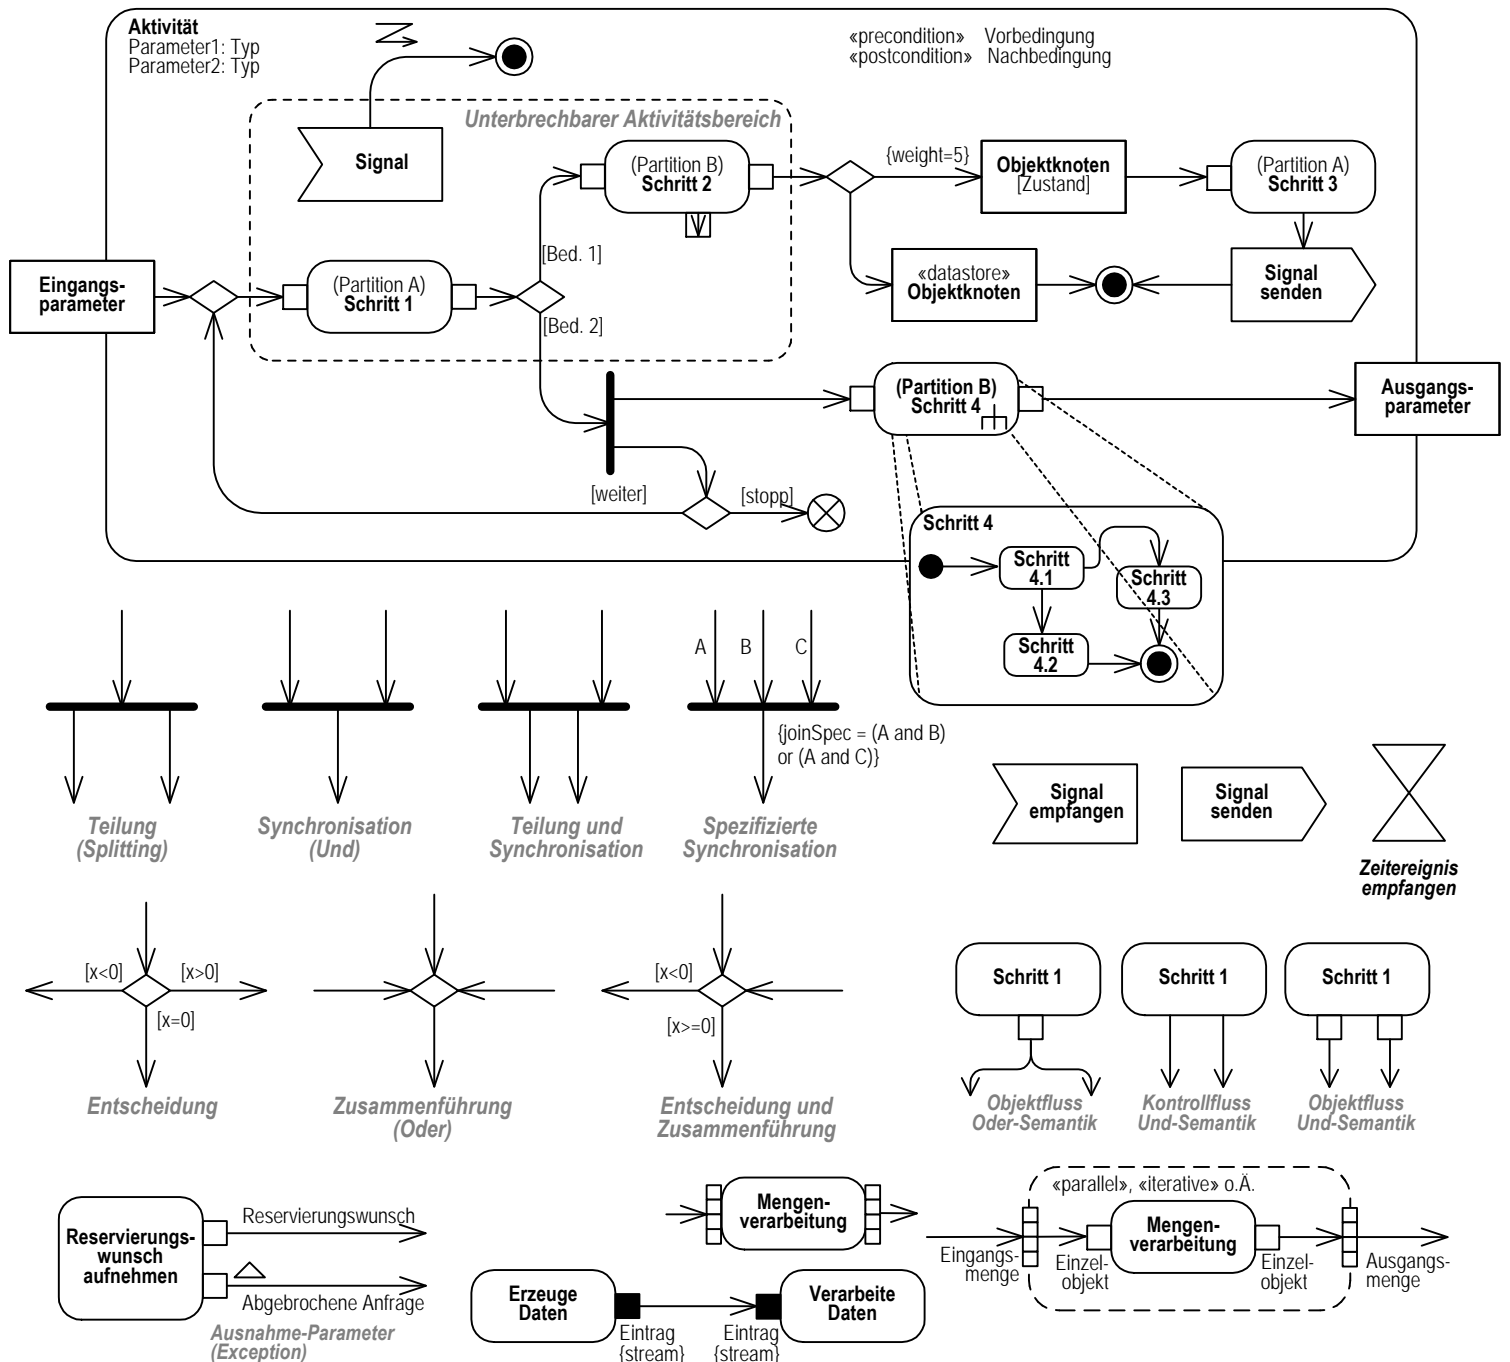 Aktivität
Parameter1: Typ
Parameter2: Typ
«precondition» Vorbedingung
«postcondition» Nachbedingung
Unterbrechbarer Aktivitätsbereich
Signal
(Partition B)
Schritt 2
{weight=5}
Objektknoten
[Zustand]
(Partition A)
Schritt 3
[Bed. 1]
Eingangs-
parameter
(Partition A)
Schritt 1
«datastore»
Objektknoten
Signal
senden
[Bed. 2]
(Partition B)
Schritt 4
Ausgangs-
parameter
[weiter]
[stopp]
Schritt 4
Schritt
4.1
Schritt
4.3
Schritt
4.2
A
B
C
{joinSpec = (A and B)
or (A and C)}
Teilung
(Splitting)
Synchronisation
(Und)
Teilung und
Synchronisation
Spezifizierte
Synchronisation
Signal
empfangen
Signal
senden
Zeitereignis
empfangen
[x<0]
[x>0]
[x=0]
Entscheidung
Zusammenführung
(Oder)
[x<0]
[x>=0]
Entscheidung und
Zusammenführung
Schritt 1
Schritt 1
Schritt 1
Objektfluss
Oder-Semantik
Kontrollfluss
Und-Semantik
Objektfluss
Und-Semantik
Reservierungs-
wunsch
aufnehmen
Reservierungswunsch
Abgebrochene Anfrage
Ausnahme-Parameter
(Exception)
Mengen-
verarbeitung
Erzeuge
Daten
Verarbeite
Daten
Eintrag
{stream}
Eintrag
{stream}
«parallel», «iterative» o.Ä.
Mengen-
verarbeitung
Eingangs-
menge
Einzel-
objekt
Einzel-
objekt
Ausgangs-
menge